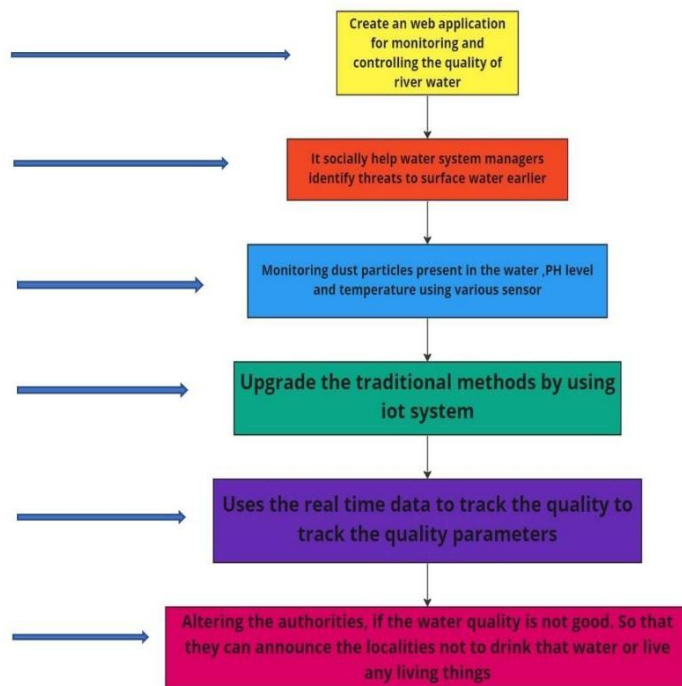 Create an web application
for monitoring and
controlling the quality of
river water
It socially help water system managers
identify threats to surface water earlier
Monitoring dust particles present in the water ,PH level
and temperature using various sensor
Upgrade the traditional methods by using
iot system
Uses the real time data to track the quality to
track the quality parameters
Altering the authorities, if the water quality is not good. So that
they can announce the localities not to drink that water or live
any living things